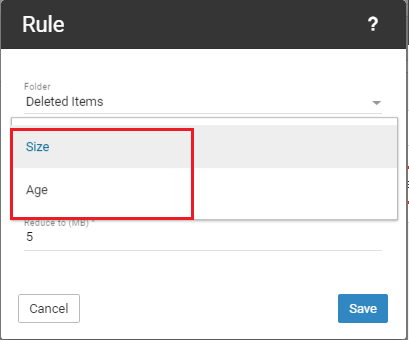 Rule ?
Folder
Deleted Items
Size
Age
Reduce to (MB) *
5
Cancel Save